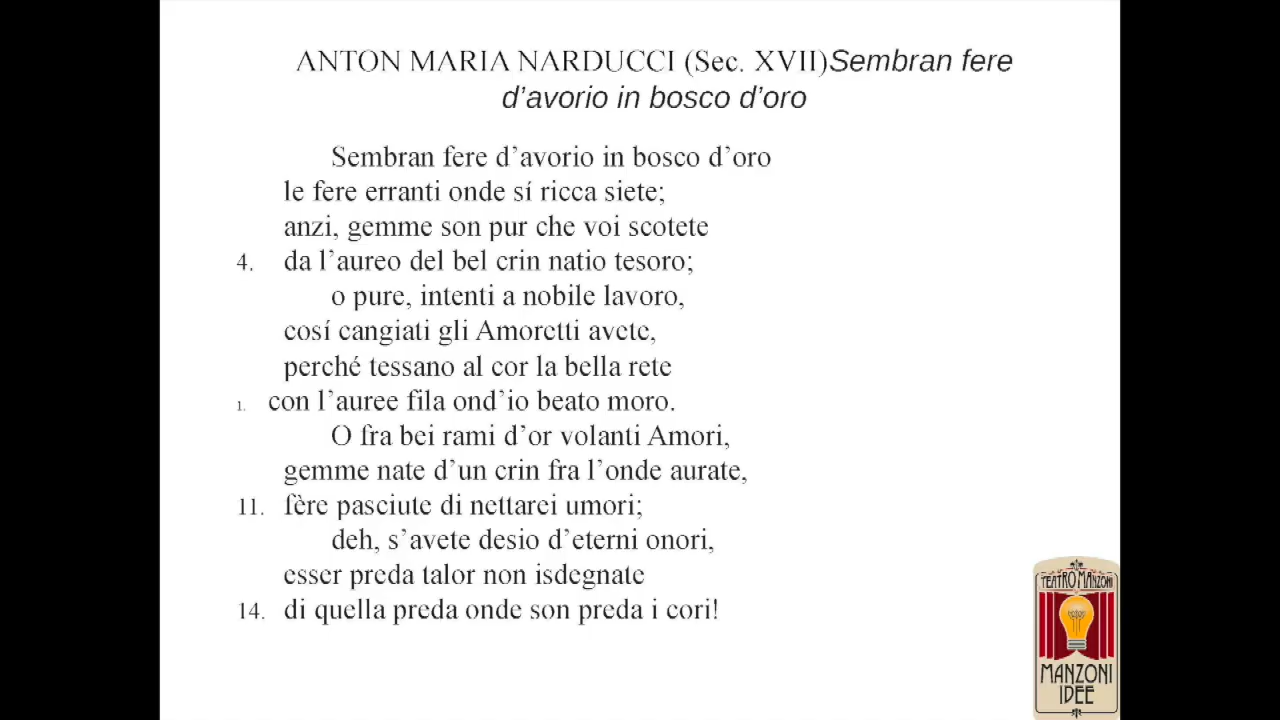 ANTON MARIA NARDUCCI (Sec. XVII)Sembran fere
d’avorio in bosco d’oro
Sembran fere d’avorio in bosco d’oro
le fere erranti onde sí ricca siete;
anzi, gemme son pur che voi scotete
4. da l’aureo del bel crin natio tesoro;
o pure, intenti a nobile lavoro,
cosí cangiati gli Amoretti avete,
perché tessano al cor la bella rete
1. con l’auree fila ond’io beato moro.
O fra bei rami d’or volanti Amori,
gemme nate d’un crin fra l’onde aurate,
11. fère pasciute di nettarei umori;
deh, s’avete desio d’eterni onori,
esser preda talor non isdegnate
14. di quella preda onde son preda i cori!
TEATRO MANZONI
MANZONI
IDEE